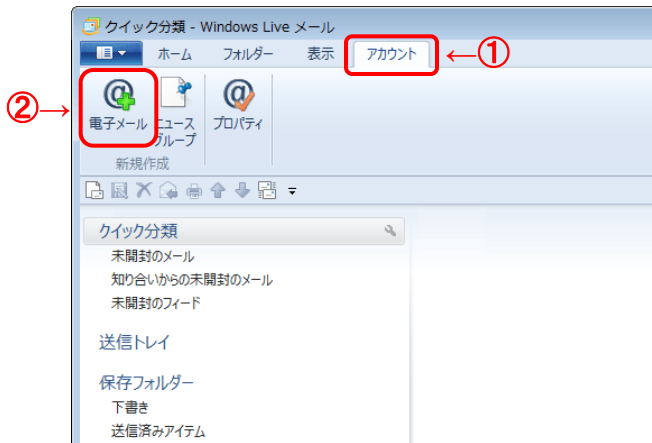 クイック分類 - Windows Live メール
ホーム フォルダー 表示 アカウント ←①
②→
電子メール ニュース グループ プロパティ
新規作成
クイック分類
未開封のメール
知り合いからの未開封のメール
未開封のフィード
送信トレイ
保存フォルダー
下書き
送信済みアイテム